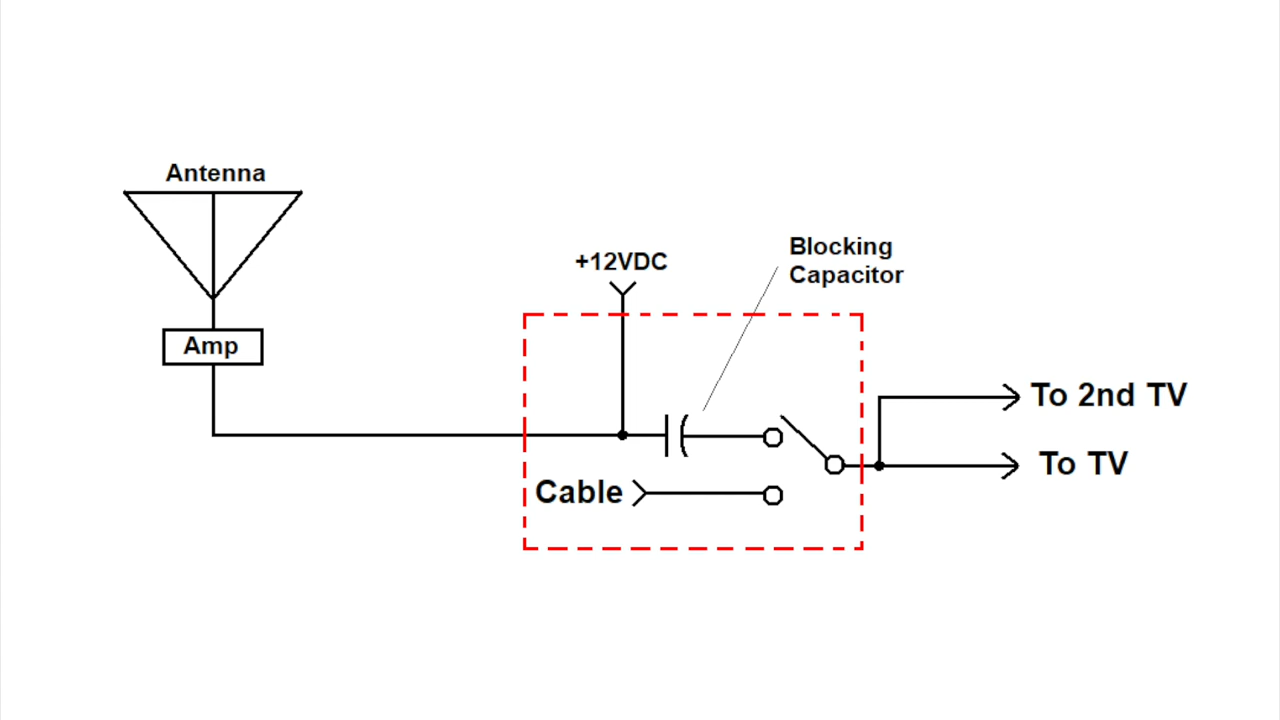 Antenna
Amp
+12VDC
Blocking
Capacitor
Cable
To 2nd TV
To TV